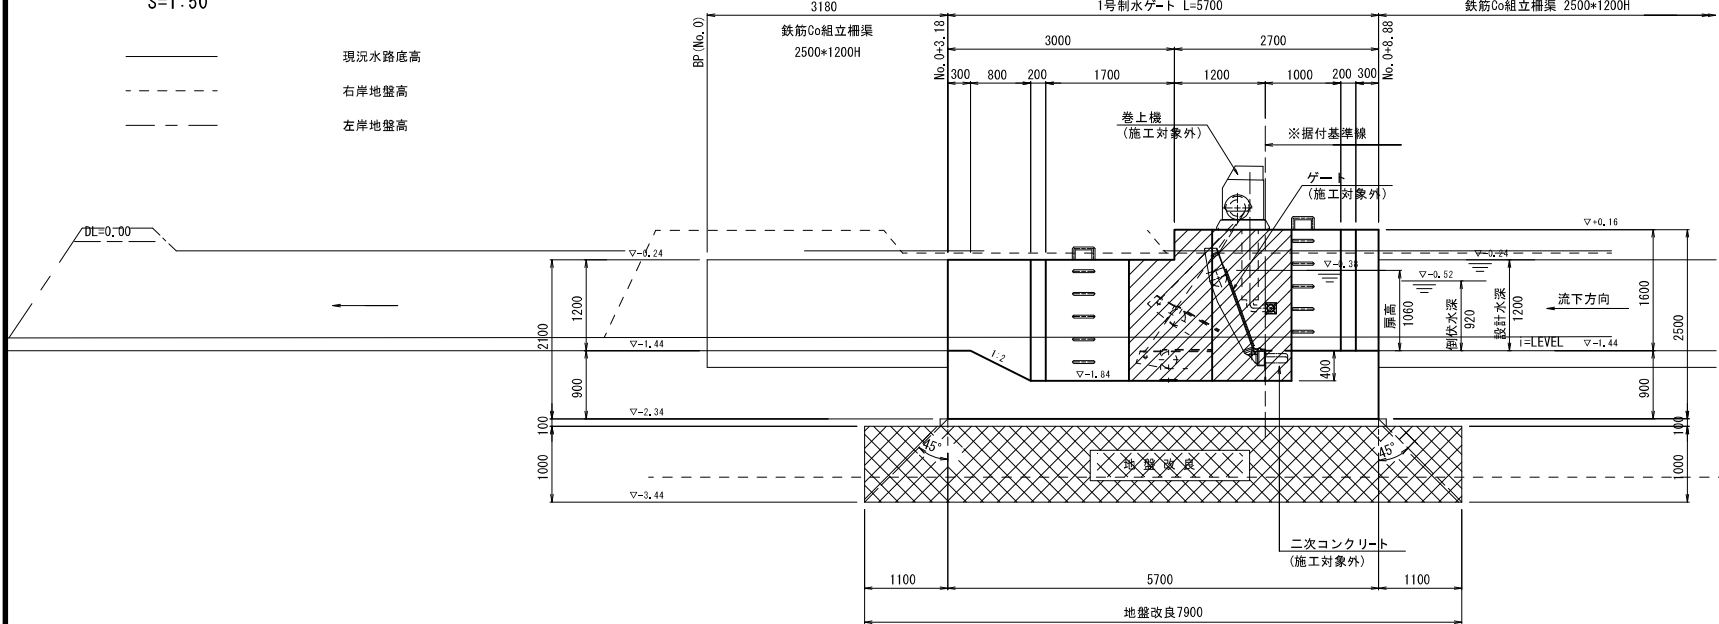 S=1:50
現況水路底高
右岸地盤高
左岸地盤高
3180
1号制水ゲート L=5700
鉄筋Co組立柵渠 2500*1200H
鉄筋Co組立柵渠
2500*1200H
BP(No.0)
No.0+3.18
No.0+8.88
3000
2700
300
800
200
1700
1200
1000
200
300
巻上機
(施工対象外)
※据付基準線
ゲート
(施工対象外)
DL=0.00
▽+0.16
▽-0.24
▽-0.24
▽-0.38
▽-0.52
扉高
1060
倒伏水深
920
設計水深
1200
流下方向
i=LEVEL
▽-1.44
▽-1.44
1:2
▽-1.84
400
1600
2500
900
100
1000
2100
1200
900
100
1000
▽-2.34
▽-3.44
45°
45°
地盤改良
二次コンクリート
(施工対象外)
1100
5700
1100
地盤改良7900